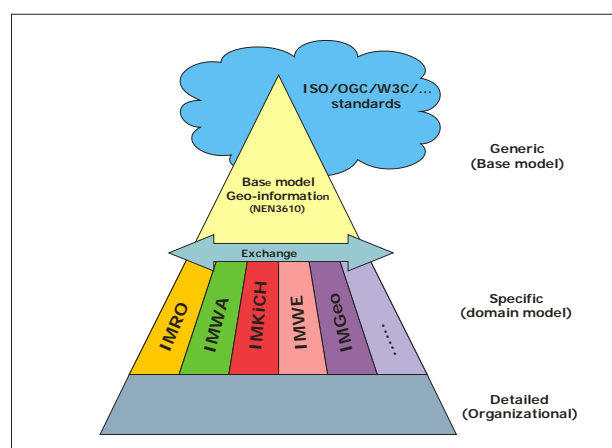 ISO/OGC/W3C/...
standards
Generic
(Base model)
Base model
Geo-information
(NEN3610)
Exchange
IMRO
IMWA
IMKiCH
IMWE
IMGeo
......
Specific
(domain model)
Detailed
(Organizational)